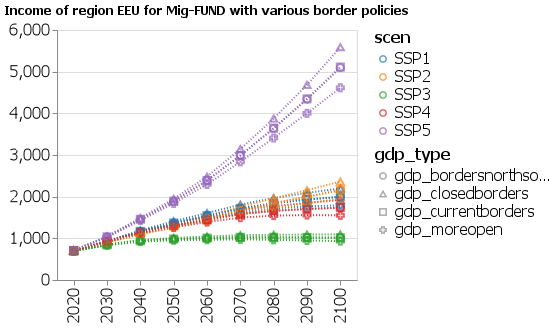 Income of region EEU for Mig-FUND with various border policies
6,000
5,000
4,000
3,000
2,000
1,000
0
2020
2030
2040
2050
2060
2070
2080
2090
2100
scen
SSP1
SSP2
SSP3
SSP4
SSP5
gdp_type
gdp_bordersnorthso...
gdp_closedborders
gdp_currentborders
gdp_moreopen